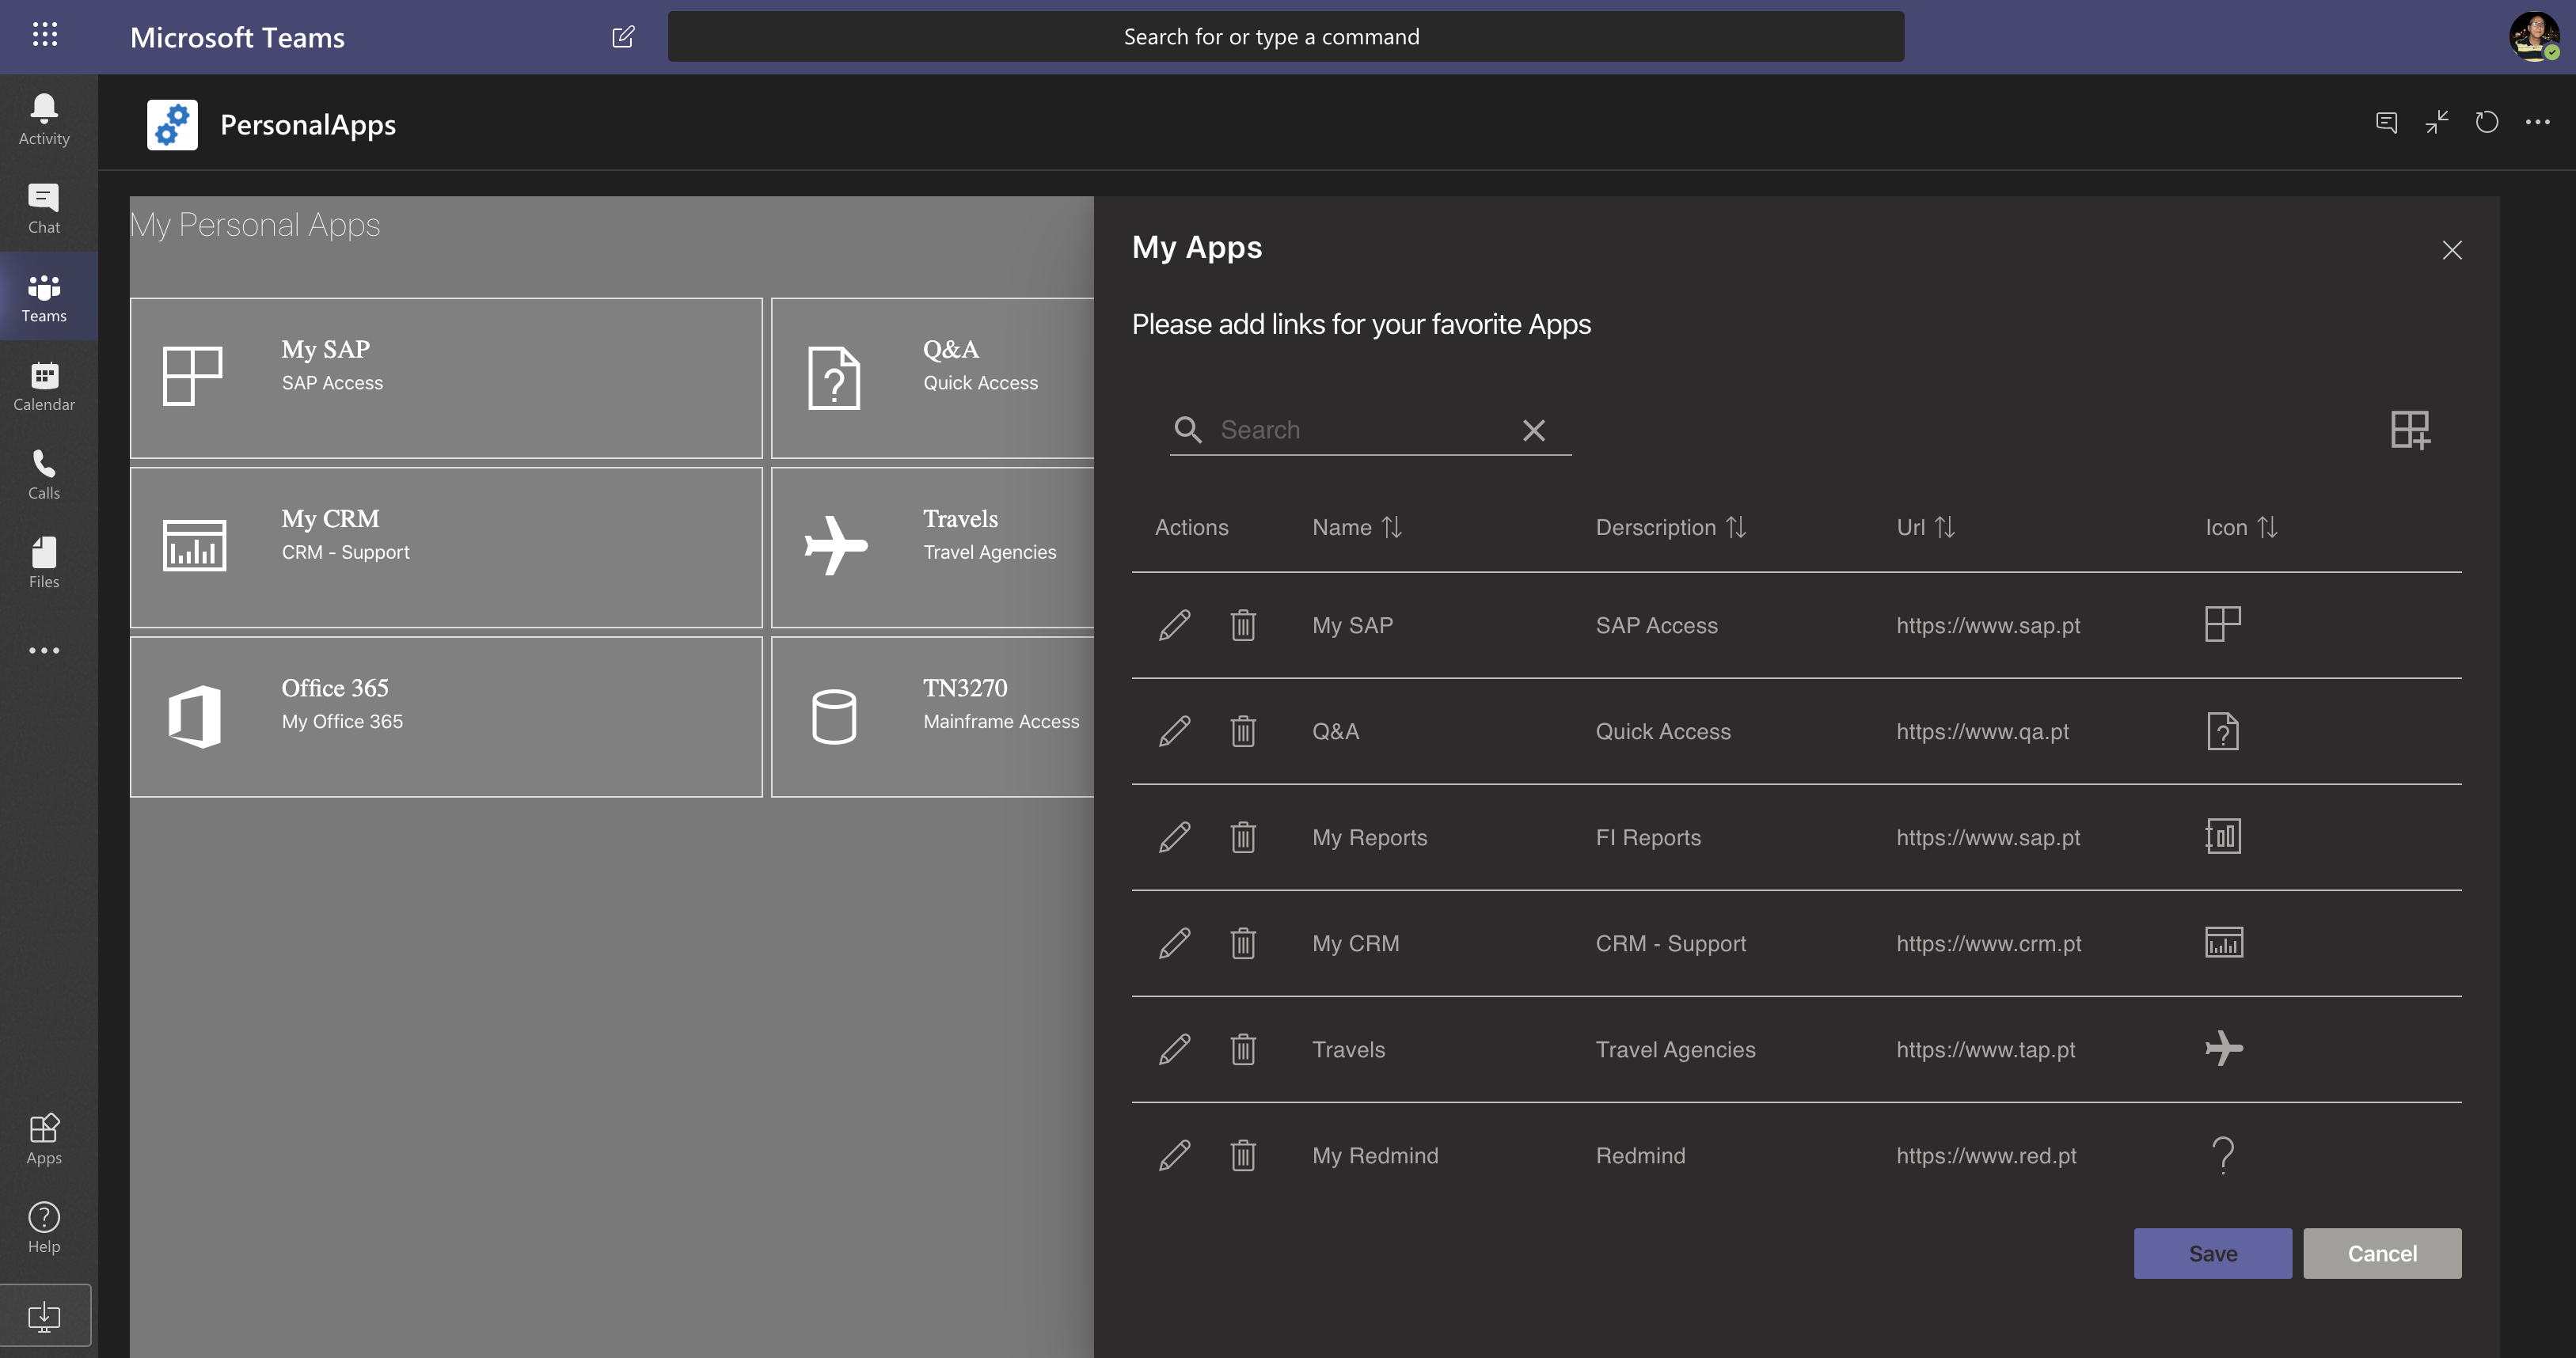 Microsoft Teams
Search for or type a command
Activity
Chat
Teams
Calendar
Calls
Files
Apps
Help
PersonalApps
My Personal Apps
My SAP
SAP Access
Q&A
Quick Access
My CRM
CRM - Support
Travels
Travel Agencies
Office 365
My Office 365
TN3270
Mainframe Access
My Apps
Please add links for your favorite Apps
Search
Actions Name Derscription Url Icon
My SAP SAP Access https://www.sap.pt
Q&A Quick Access https://www.qa.pt
My Reports FI Reports https://www.sap.pt
My CRM CRM - Support https://www.crm.pt
Travels Travel Agencies https://www.tap.pt
My Redmind Redmind https://www.red.pt
Save Cancel